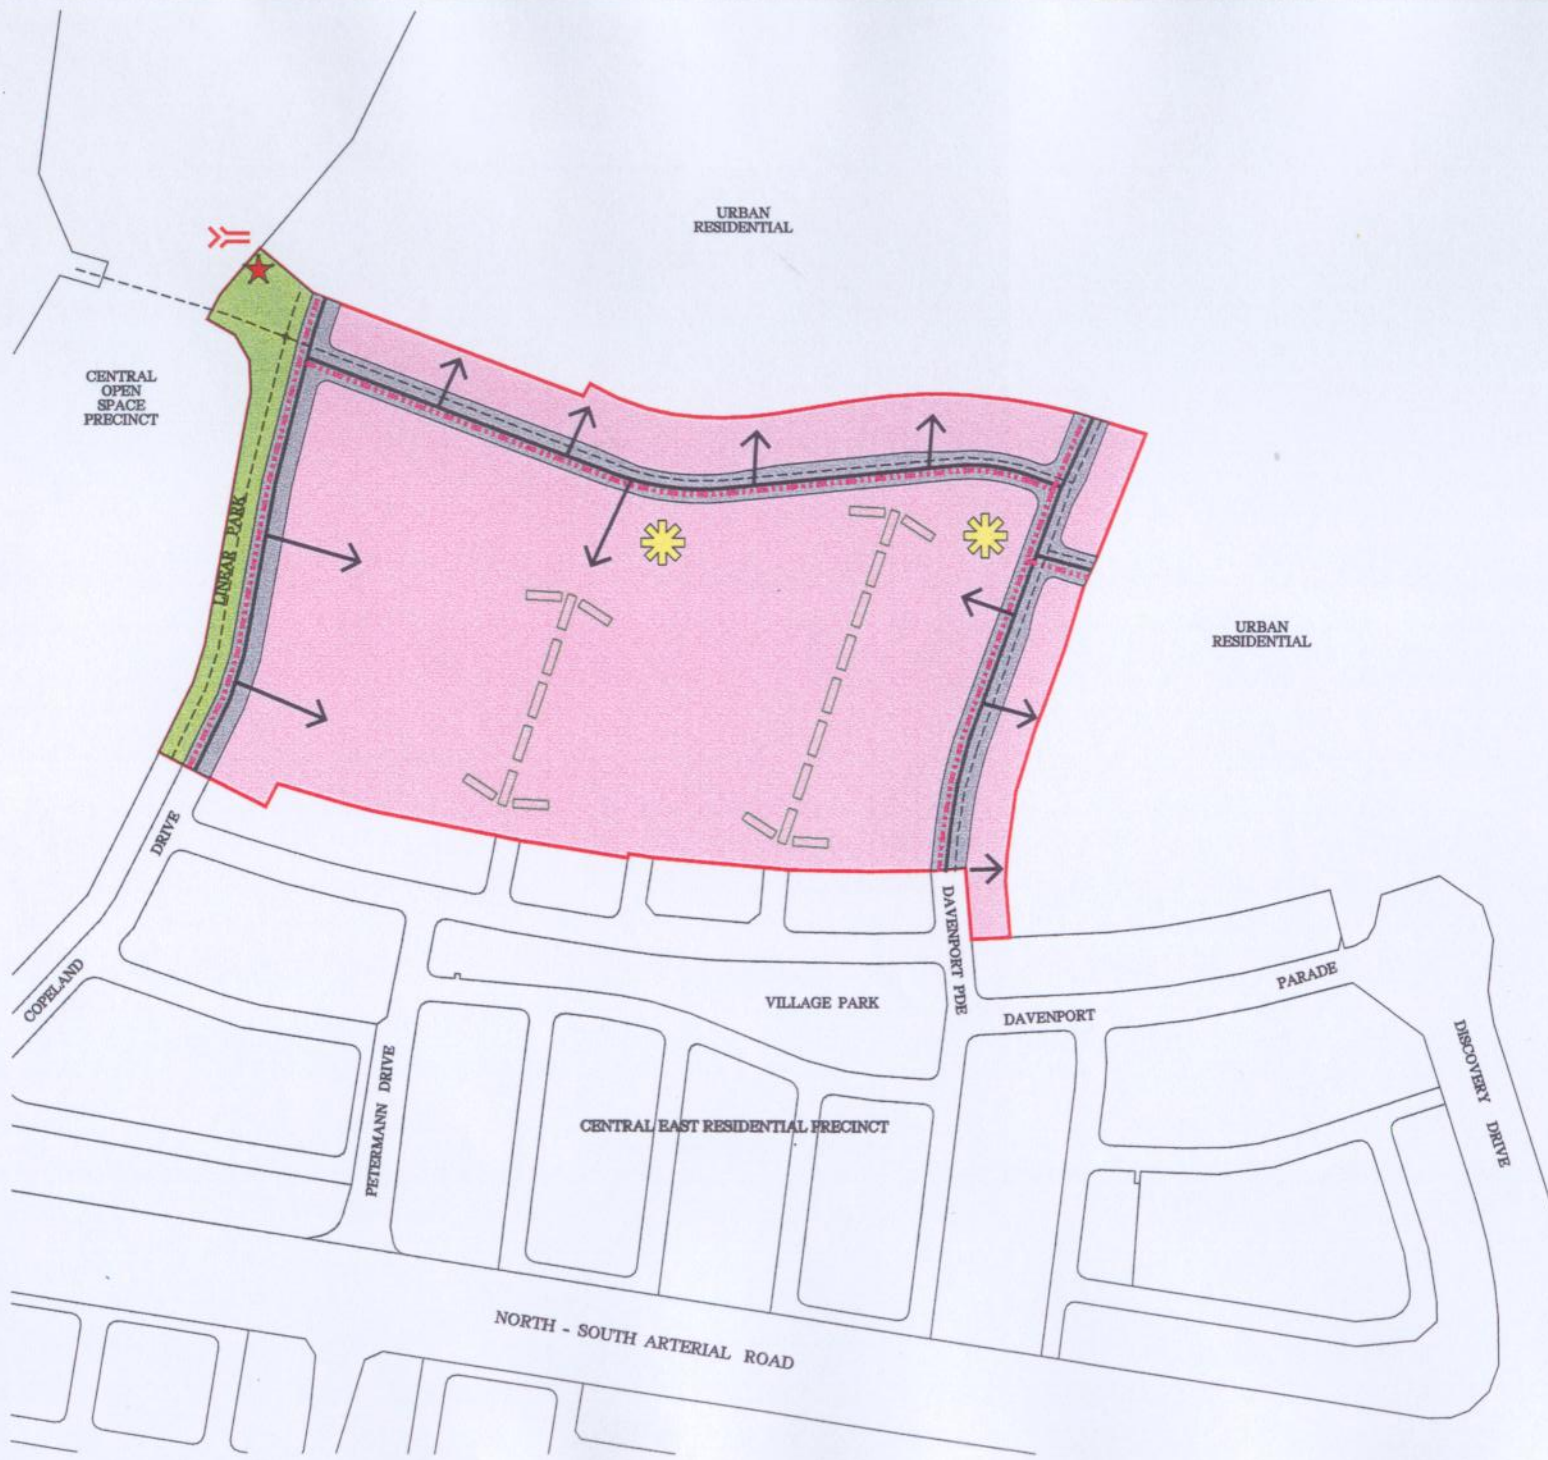 URBAN
RESIDENTIAL
CENTRAL
OPEN
SPACE
PRECINCT
LINEAR PARK
URBAN
RESIDENTIAL
DRIVE
COPELAND
DAVENPORT PDE
VILLAGE PARK
DAVENPORT
PARADE
DISCOVERY DRIVE
PETERMANN DRIVE
CENTRAL EAST RESIDENTIAL PRECINCT
NORTH - SOUTH ARTERIAL ROAD